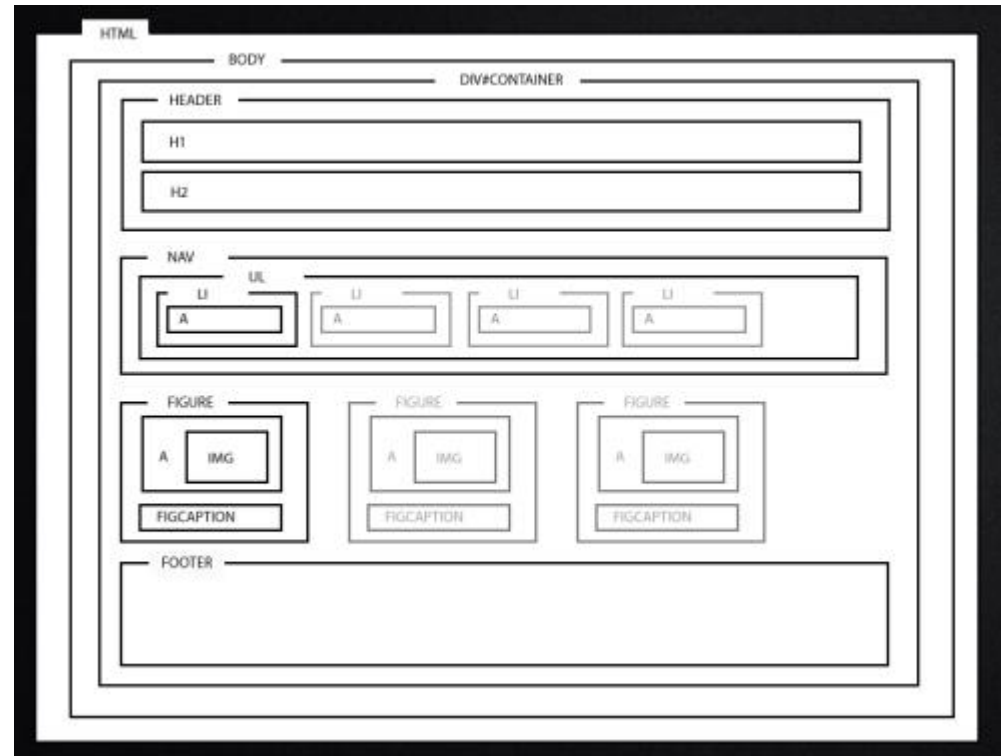 HTML
BODY
DIV#CONTAINER
HEADER
H1
H2
NAV
UL
LI LI LI LI
A A A A
FIGURE FIGURE FIGURE
A IMG A IMG A IMG
FIGCAPTION FIGCAPTION FIGCAPTION
FOOTER